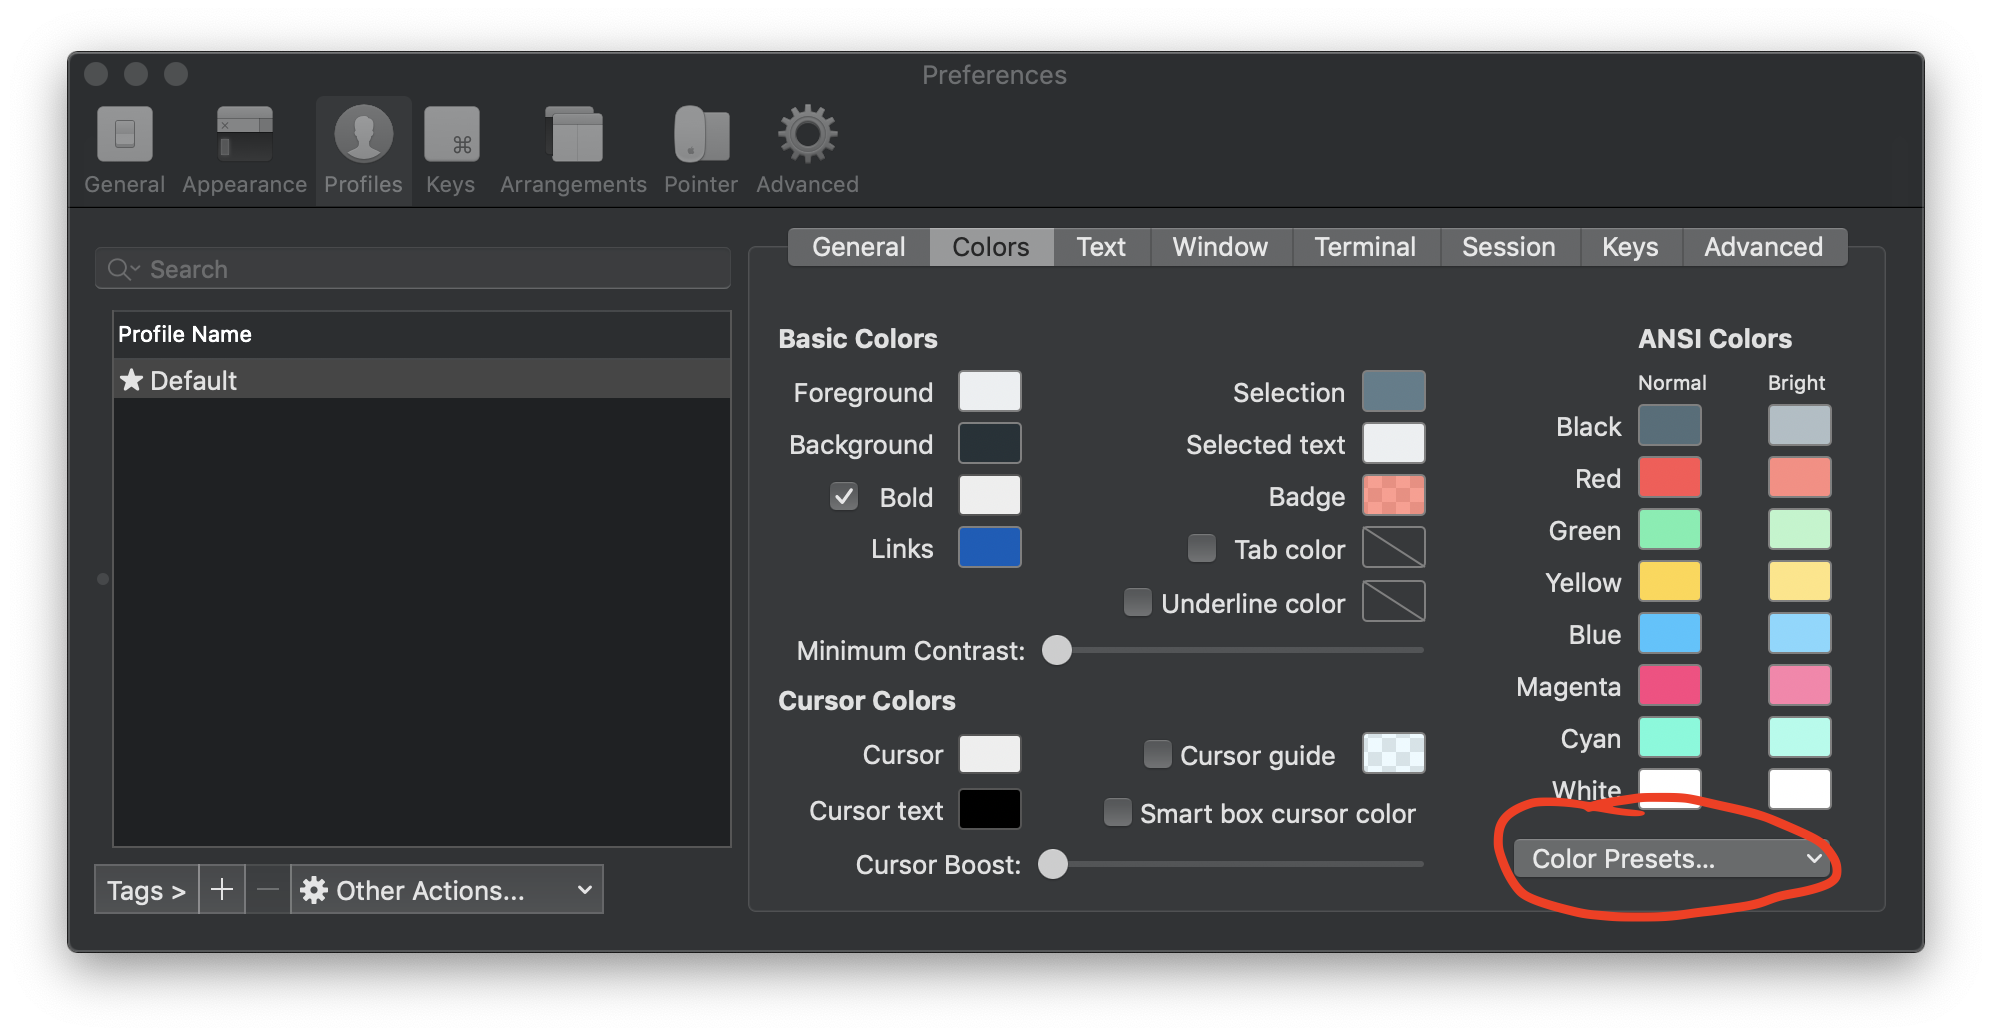 Preferences
General Appearance Profiles Keys Arrangements Pointer Advanced
General Colors Text Window Terminal Session Keys Advanced
Search
Profile Name
Default
Tags > + − Other Actions...
Basic Colors
Foreground
Background
Bold
Links
Selection
Selected text
Badge
Tab color
Underline color
Minimum Contrast:
Cursor Colors
Cursor
Cursor text
Cursor guide
Smart box cursor color
Cursor Boost:
ANSI Colors
Normal Bright
Black
Red
Green
Yellow
Blue
Magenta
Cyan
White
Color Presets...